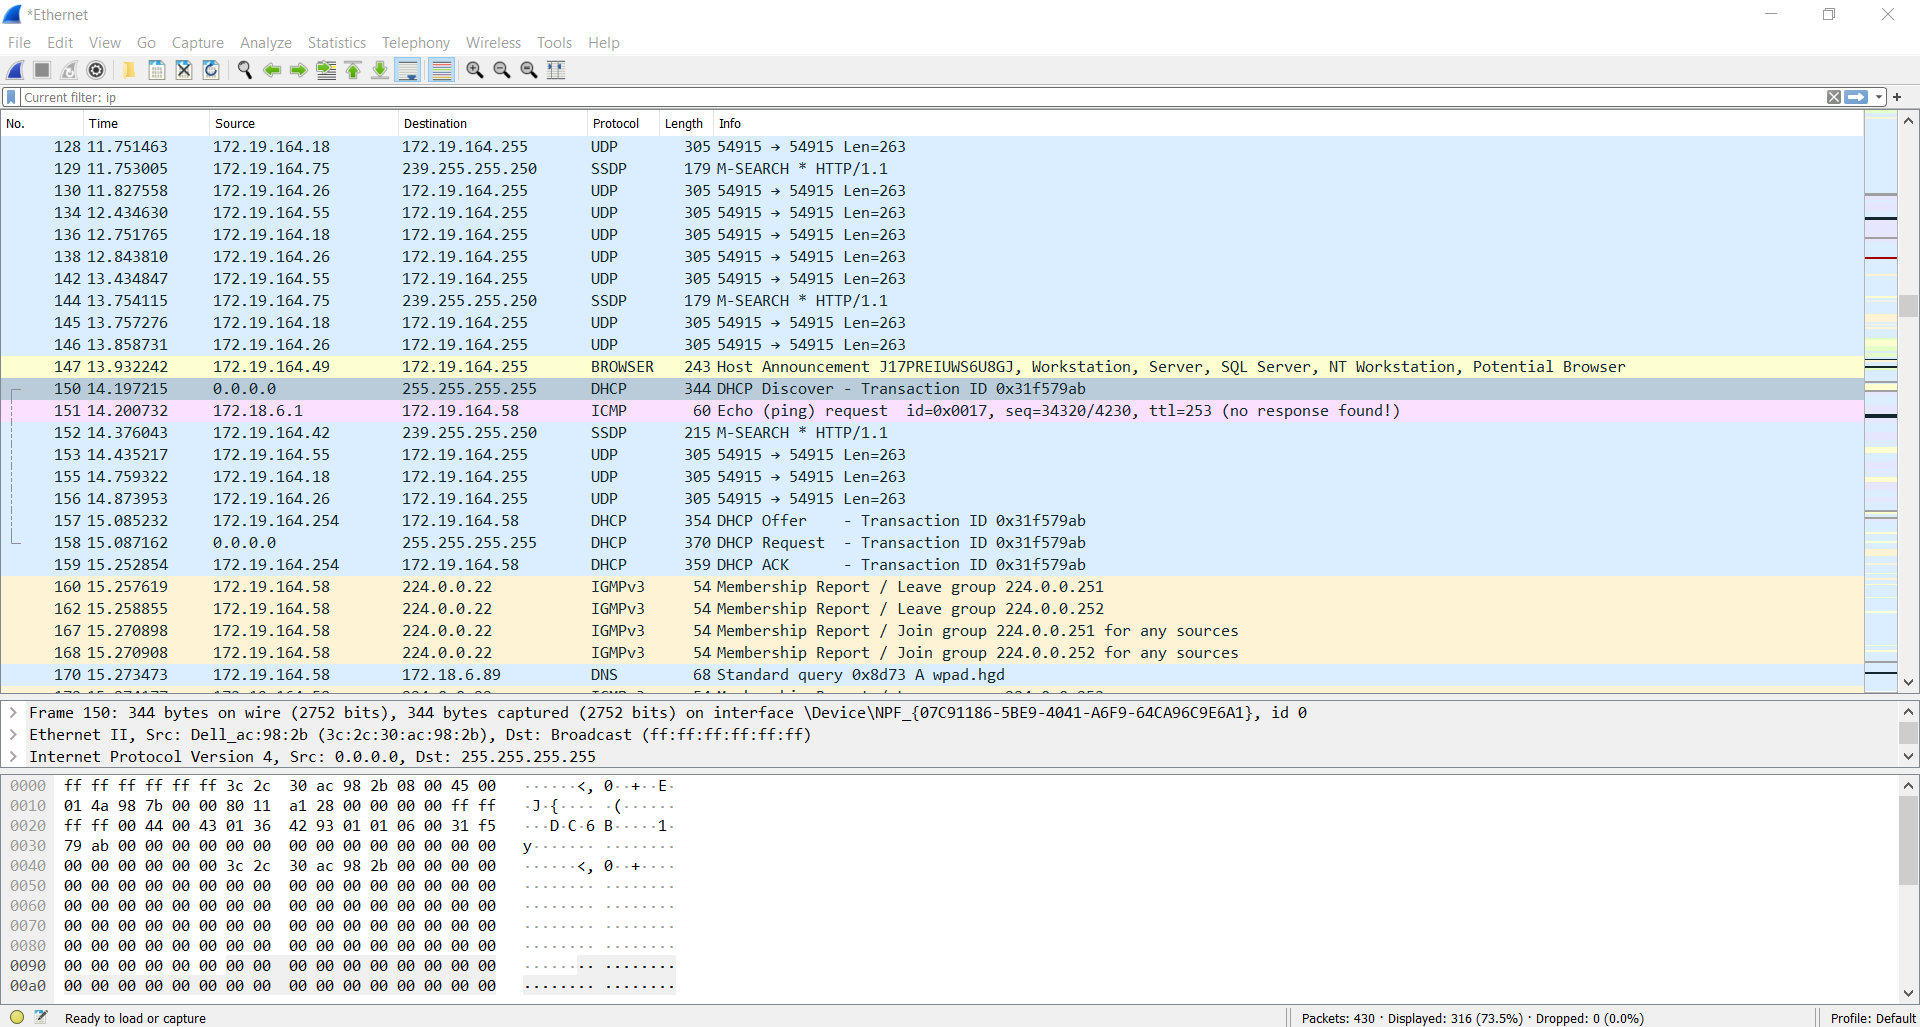 *Ethernet
File Edit View Go Capture Analyze Statistics Telephony Wireless Tools Help
Current filter: ip
No. Time Source Destination Protocol Length Info
128 11.751463 172.19.164.18 172.19.164.255 UDP 305 54915 → 54915 Len=263
129 11.753005 172.19.164.75 239.255.255.250 SSDP 179 M-SEARCH * HTTP/1.1
130 11.827558 172.19.164.26 172.19.164.255 UDP 305 54915 → 54915 Len=263
134 12.434630 172.19.164.55 172.19.164.255 UDP 305 54915 → 54915 Len=263
136 12.751765 172.19.164.18 172.19.164.255 UDP 305 54915 → 54915 Len=263
138 12.843810 172.19.164.26 172.19.164.255 UDP 305 54915 → 54915 Len=263
142 13.434847 172.19.164.55 172.19.164.255 UDP 305 54915 → 54915 Len=263
144 13.754115 172.19.164.75 239.255.255.250 SSDP 179 M-SEARCH * HTTP/1.1
145 13.757276 172.19.164.18 172.19.164.255 UDP 305 54915 → 54915 Len=263
146 13.858731 172.19.164.26 172.19.164.255 UDP 305 54915 → 54915 Len=263
147 13.932242 172.19.164.49 172.19.164.255 BROWSER 243 Host Announcement J17PREIUWS6U8GJ, Workstation, Server, SQL Server, NT Workstation, Potential Browser
150 14.197215 0.0.0.0 255.255.255.255 DHCP 344 DHCP Discover - Transaction ID 0x31f579ab
151 14.200732 172.18.6.1 172.19.164.58 ICMP 60 Echo (ping) request id=0x0017, seq=34320/4230, ttl=253 (no response found!)
152 14.376043 172.19.164.42 239.255.255.250 SSDP 215 M-SEARCH * HTTP/1.1
153 14.435217 172.19.164.55 172.19.164.255 UDP 305 54915 → 54915 Len=263
155 14.759322 172.19.164.18 172.19.164.255 UDP 305 54915 → 54915 Len=263
156 14.873953 172.19.164.26 172.19.164.255 UDP 305 54915 → 54915 Len=263
157 15.085232 172.19.164.254 172.19.164.58 DHCP 354 DHCP Offer - Transaction ID 0x31f579ab
158 15.087162 0.0.0.0 255.255.255.255 DHCP 370 DHCP Request - Transaction ID 0x31f579ab
159 15.252854 172.19.164.254 172.19.164.58 DHCP 359 DHCP ACK - Transaction ID 0x31f579ab
160 15.257619 172.19.164.58 224.0.0.22 IGMPv3 54 Membership Report / Leave group 224.0.0.251
162 15.258855 172.19.164.58 224.0.0.22 IGMPv3 54 Membership Report / Leave group 224.0.0.252
167 15.270898 172.19.164.58 224.0.0.22 IGMPv3 54 Membership Report / Join group 224.0.0.251 for any sources
168 15.270908 172.19.164.58 224.0.0.22 IGMPv3 54 Membership Report / Join group 224.0.0.252 for any sources
170 15.273473 172.19.164.58 172.18.6.89 DNS 68 Standard query 0x8d73 A wpad.hgd
Frame 150: 344 bytes on wire (2752 bits), 344 bytes captured (2752 bits) on interface \Device\NPF_{07C91186-5BE9-4041-A6F9-64CA96C9E6A1}, id 0
Ethernet II, Src: Dell_ac:98:2b (3c:2c:30:ac:98:2b), Dst: Broadcast (ff:ff:ff:ff:ff:ff)
Internet Protocol Version 4, Src: 0.0.0.0, Dst: 255.255.255.255
0000 ff ff ff ff ff ff 3c 2c 30 ac 98 2b 08 00 45 00 ······<, 0··+··E·
0010 01 4a 98 7b 00 00 80 11 a1 28 00 00 00 00 ff ff ·J·{···· ·(······
0020 ff ff 00 44 00 43 01 36 42 93 01 01 06 00 31 f5 ···D·C·6 B·····1·
0030 79 ab 00 00 00 00 00 00 00 00 00 00 00 00 00 00 y······· ········
0040 00 00 00 00 00 00 3c 2c 30 ac 98 2b 00 00 00 00 ······<, 0··+····
0050 00 00 00 00 00 00 00 00 00 00 00 00 00 00 00 00 ········ ········
0060 00 00 00 00 00 00 00 00 00 00 00 00 00 00 00 00 ········ ········
0070 00 00 00 00 00 00 00 00 00 00 00 00 00 00 00 00 ········ ········
0080 00 00 00 00 00 00 00 00 00 00 00 00 00 00 00 00 ········ ········
0090 00 00 00 00 00 00 00 00 00 00 00 00 00 00 00 00 ········ ········
00a0 00 00 00 00 00 00 00 00 00 00 00 00 00 00 00 00 ········ ········
Ready to load or capture
Packets: 430 · Displayed: 316 (73.5%) · Dropped: 0 (0.0%)
Profile: Default